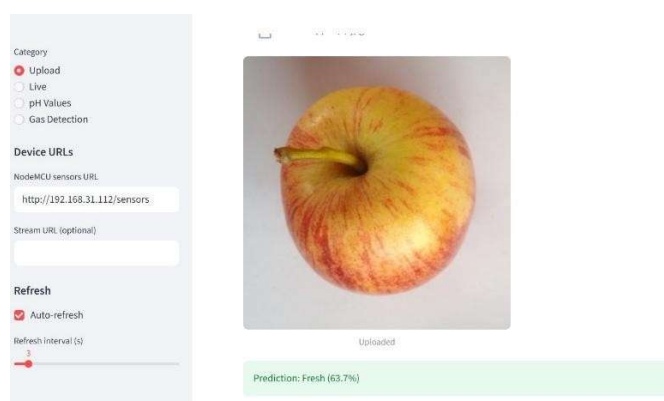 Category
Upload
Live
pH Values
Gas Detection
Device URLs
NodeMCU sensors URL
http://192.168.31.112/sensors
Stream URL (optional)
Refresh
Auto-refresh
Refresh interval (s)
3
Uploaded
Prediction: Fresh (63.7%)